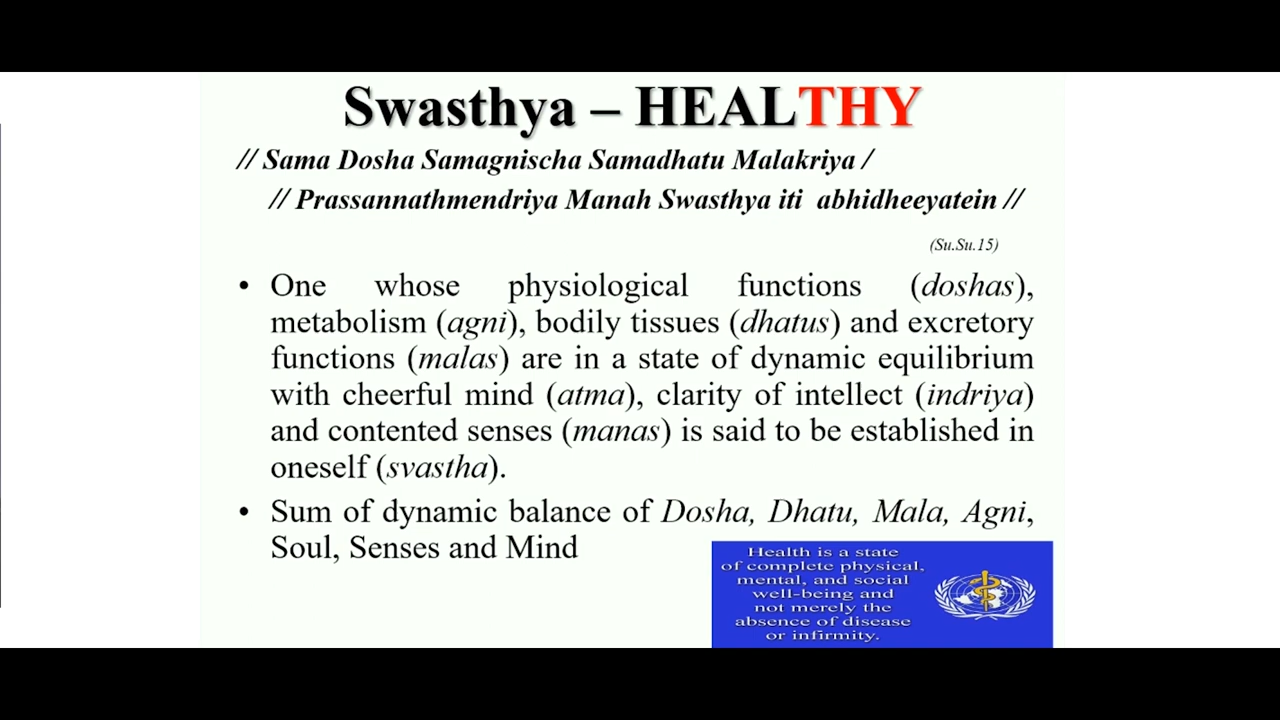 Swasthya – HEALTHY
// Sama Dosha Samagnischa Samadhatu Malakriya /
// Prassannathmendriya Manah Swasthya iti abhidheeyatein //
(Su.Su.15)
• One whose physiological functions (doshas),
metabolism (agni), bodily tissues (dhatus) and excretory
functions (malas) are in a state of dynamic equilibrium
with cheerful mind (atma), clarity of intellect (indriya)
and contented senses (manas) is said to be established in
oneself (svastha).
• Sum of dynamic balance of Dosha, Dhatu, Mala, Agni,
Soul, Senses and Mind
Health is a state
of complete physical,
mental, and social
well-being and
not merely the
absence of disease
or infirmity.